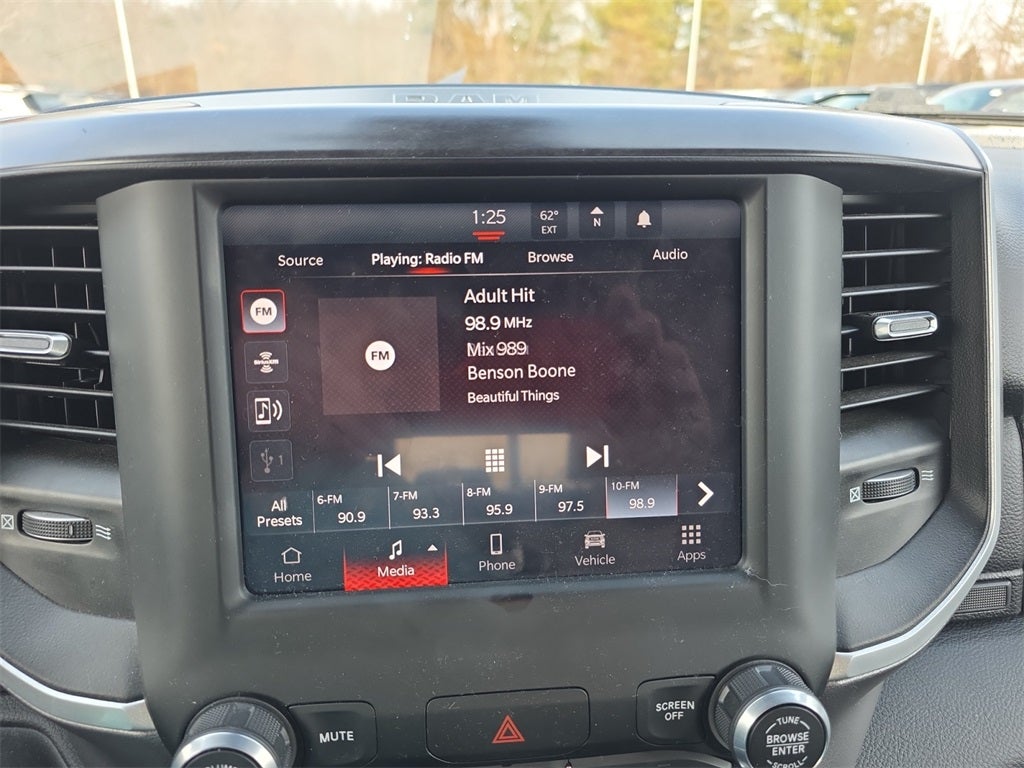 RAM
1:25
62°
EXT
N
Source
Playing: Radio FM
Browse
Audio
FM
SiriusXM
FM
Adult Hit
98.9 MHz
Mix 989
Benson Boone
Beautiful Things
1
All
Presets
6-FM
90.9
7-FM
93.3
8-FM
95.9
9-FM
97.5
10-FM
98.9
Home
Media
Phone
Vehicle
Apps
MUTE
SCREEN
OFF
TUNE
BROWSE
ENTER
SCROLL